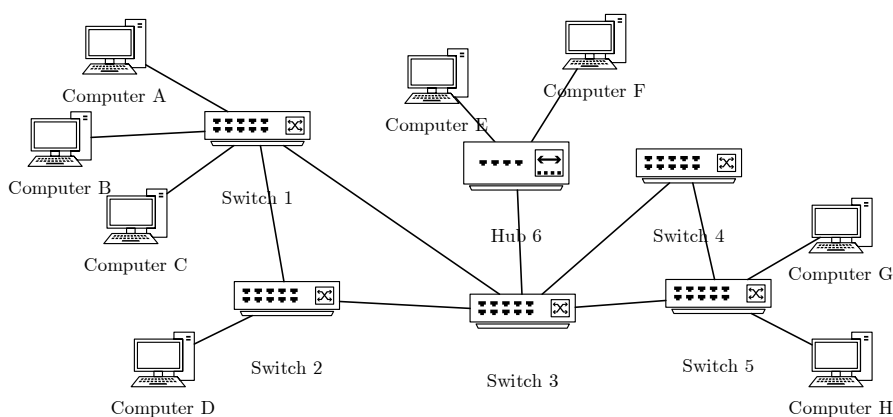 Computer A
Computer F
Computer E
Computer B
Switch 1
Hub 6
Switch 4
Computer C
Computer G
Switch 2
Switch 3
Switch 5
Computer D
Computer H